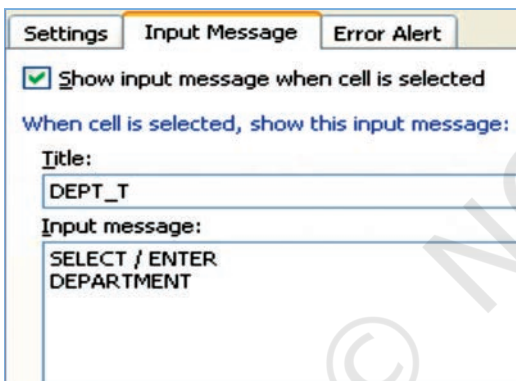 Settings Input Message Error Alert
Show input message when cell is selected
When cell is selected, show this input message:
Title:
DEPT_T
Input message:
SELECT / ENTER
DEPARTMENT
©